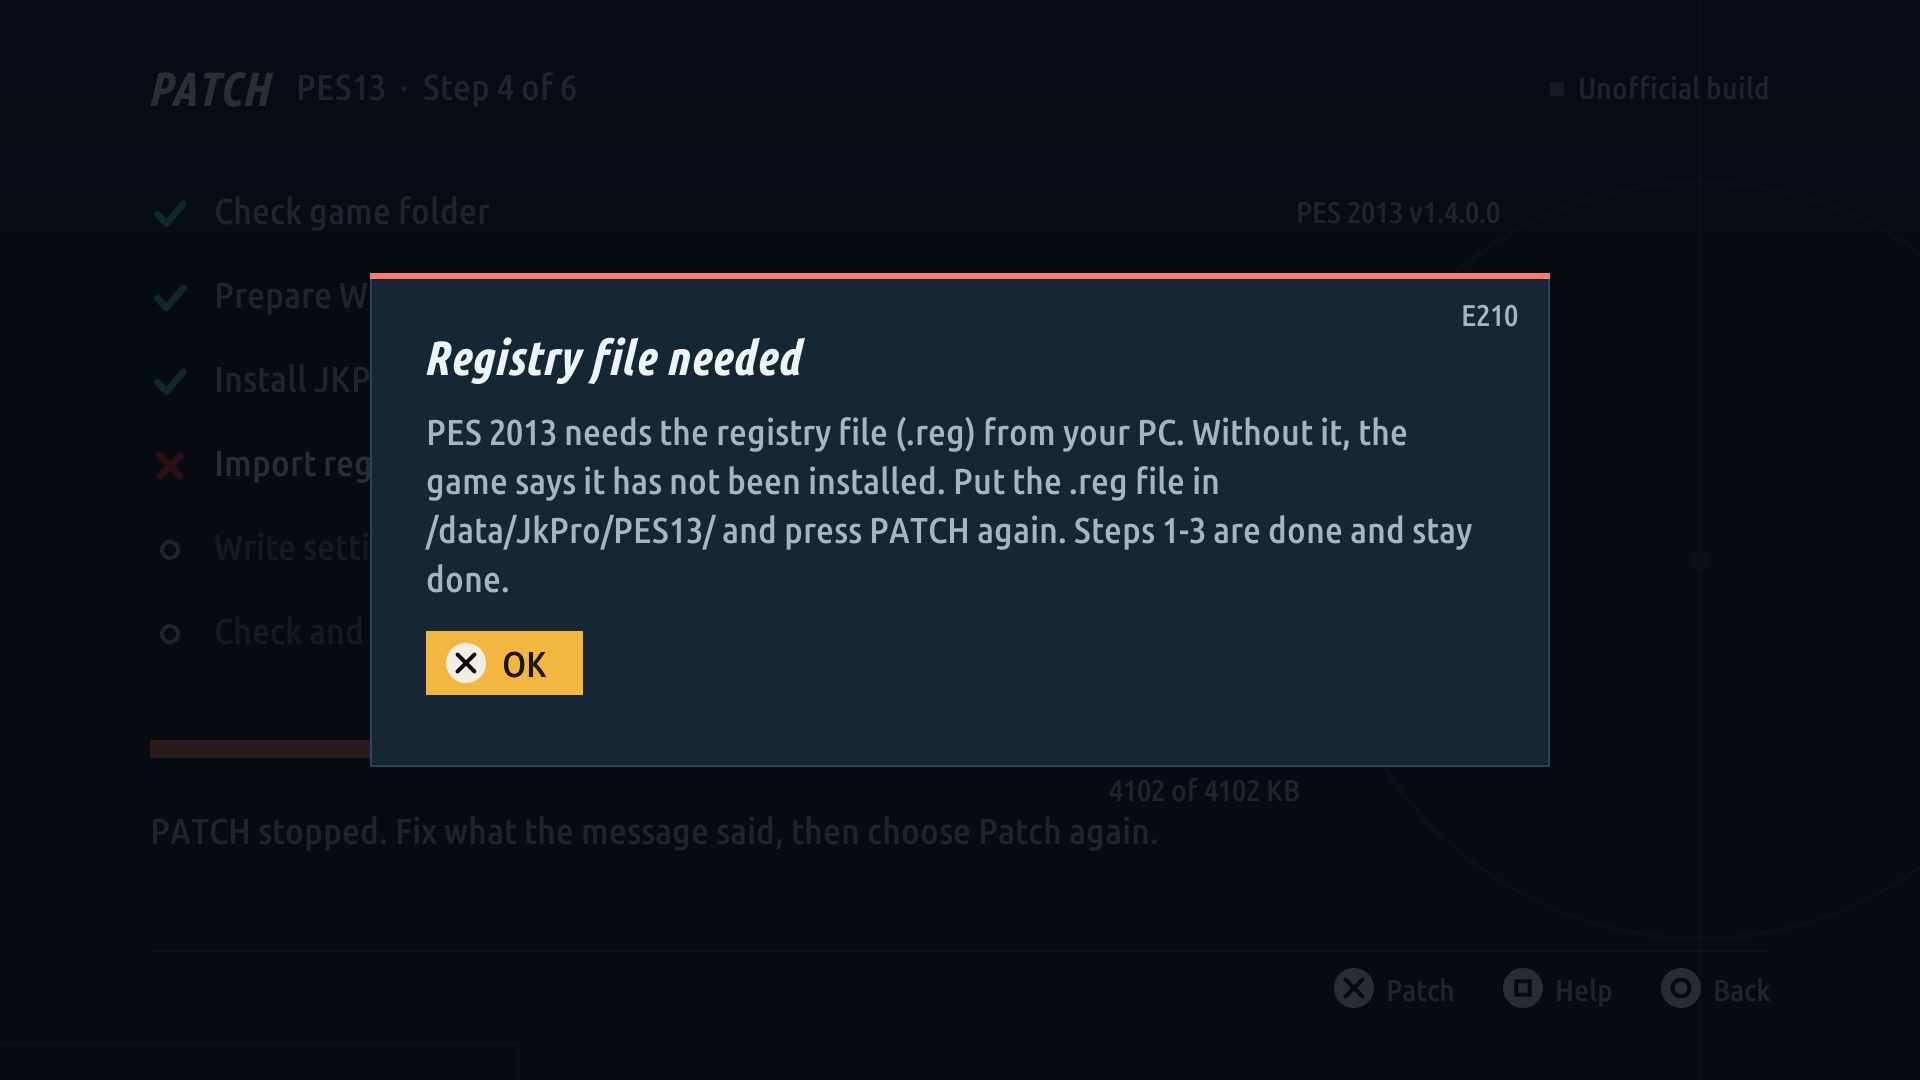 PATCH PES13 · Step 4 of 6
Unofficial build
Check game folder
PES 2013 v1.4.0.0
Prepare W
Install JKP
Import reg
Write setti
Check and
E210
Registry file needed
PES 2013 needs the registry file (.reg) from your PC. Without it, the
game says it has not been installed. Put the .reg file in
/data/JkPro/PES13/ and press PATCH again. Steps 1-3 are done and stay
done.
OK
4102 of 4102 KB
PATCH stopped. Fix what the message said, then choose Patch again.
Patch
Help
Back